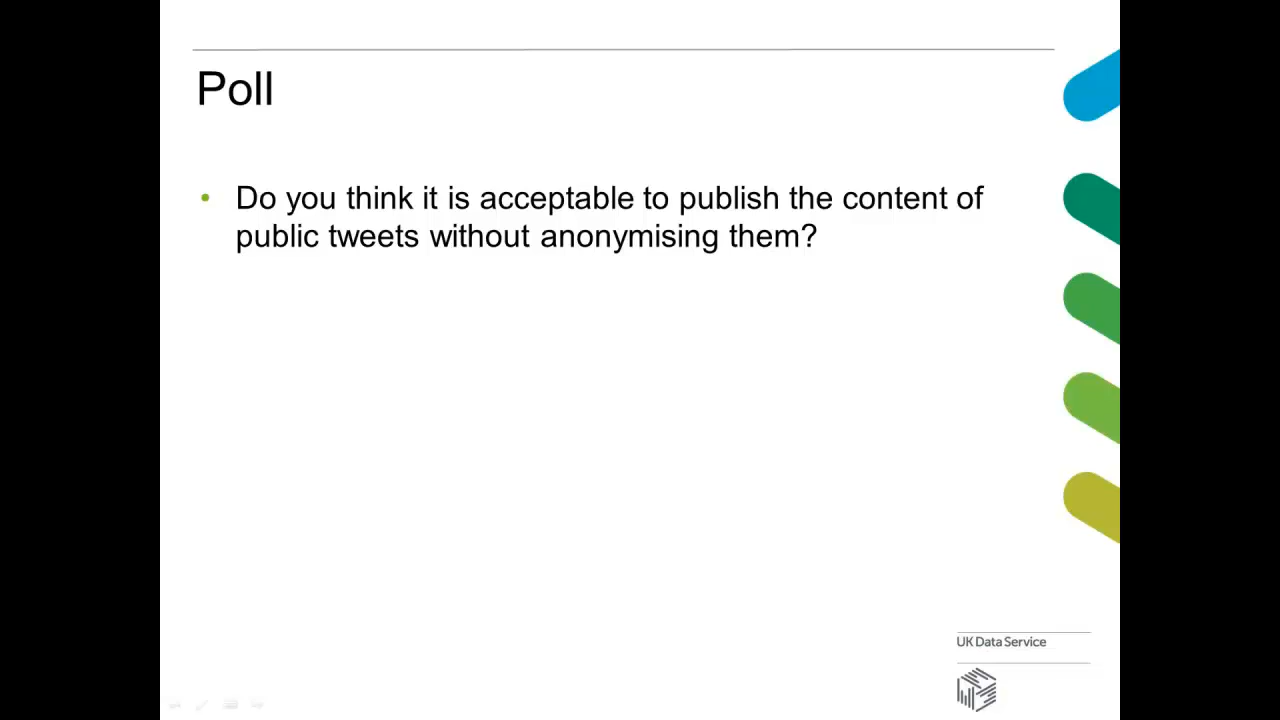 Poll
• Do you think it is acceptable to publish the content of
public tweets without anonymising them?
UK Data Service